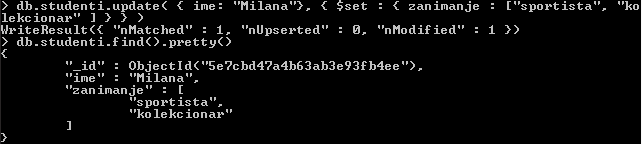 > db.studenti.update( { ime: "Milana"}, { $set : { zanimanje : ["sportista", "ko
lekcionar" ] } } )
WriteResult({ "nMatched" : 1, "nUpserted" : 0, "nModified" : 1 })
> db.studenti.find().pretty()
{
        "_id" : ObjectId("5e7cbd47a4b63ab3e93fb4ee"),
        "ime" : "Milana",
        "zanimanje" : [
                "sportista",
                "kolekcionar"
        ]
}